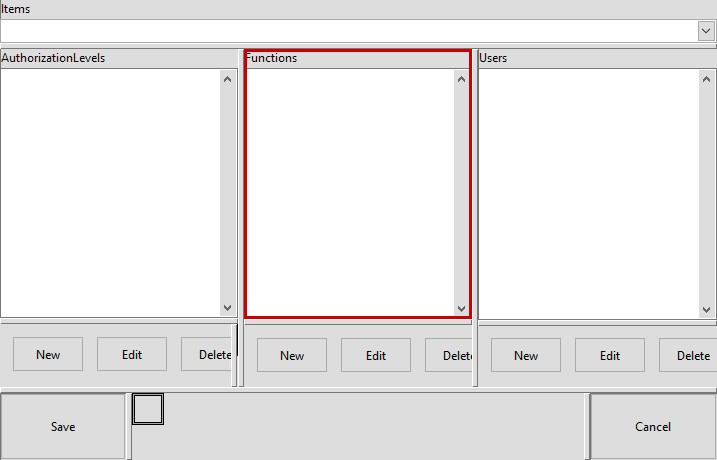 Items
AuthorizationLevels
Functions
Users
New
Edit
Delete
New
Edit
Delete
New
Edit
Delete
Save
Cancel